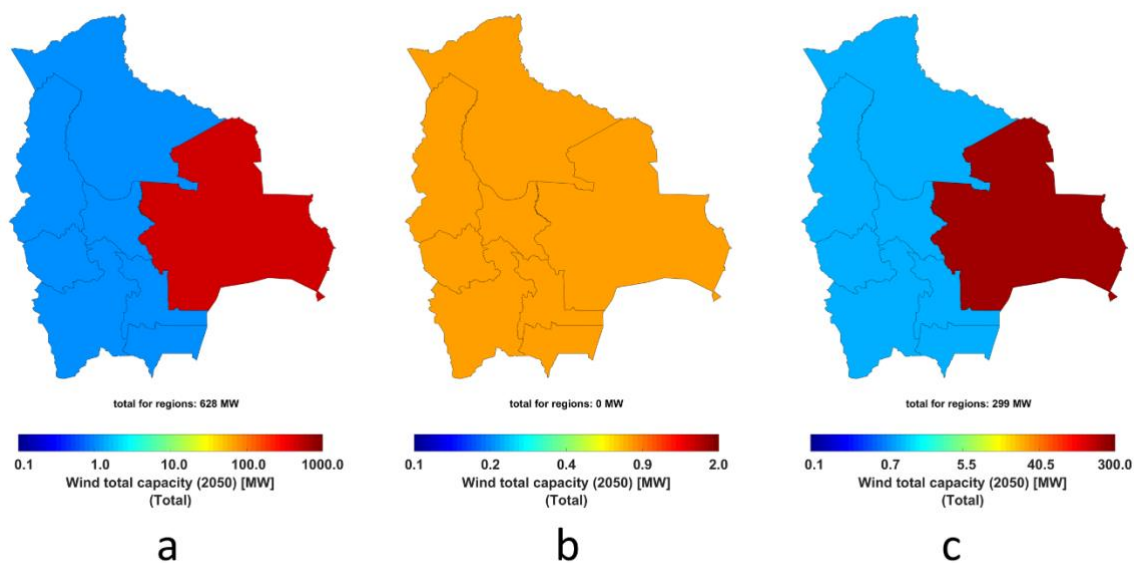 total for regions: 628 MW
0.1 1.0 10.0 100.0 1000.0
Wind total capacity (2050) [MW]
(Total)
a
total for regions: 0 MW
0.1 0.2 0.4 0.9 2.0
Wind total capacity (2050) [MW]
(Total)
b
total for regions: 299 MW
0.1 0.7 5.5 40.5 300.0
Wind total capacity (2050) [MW]
(Total)
c